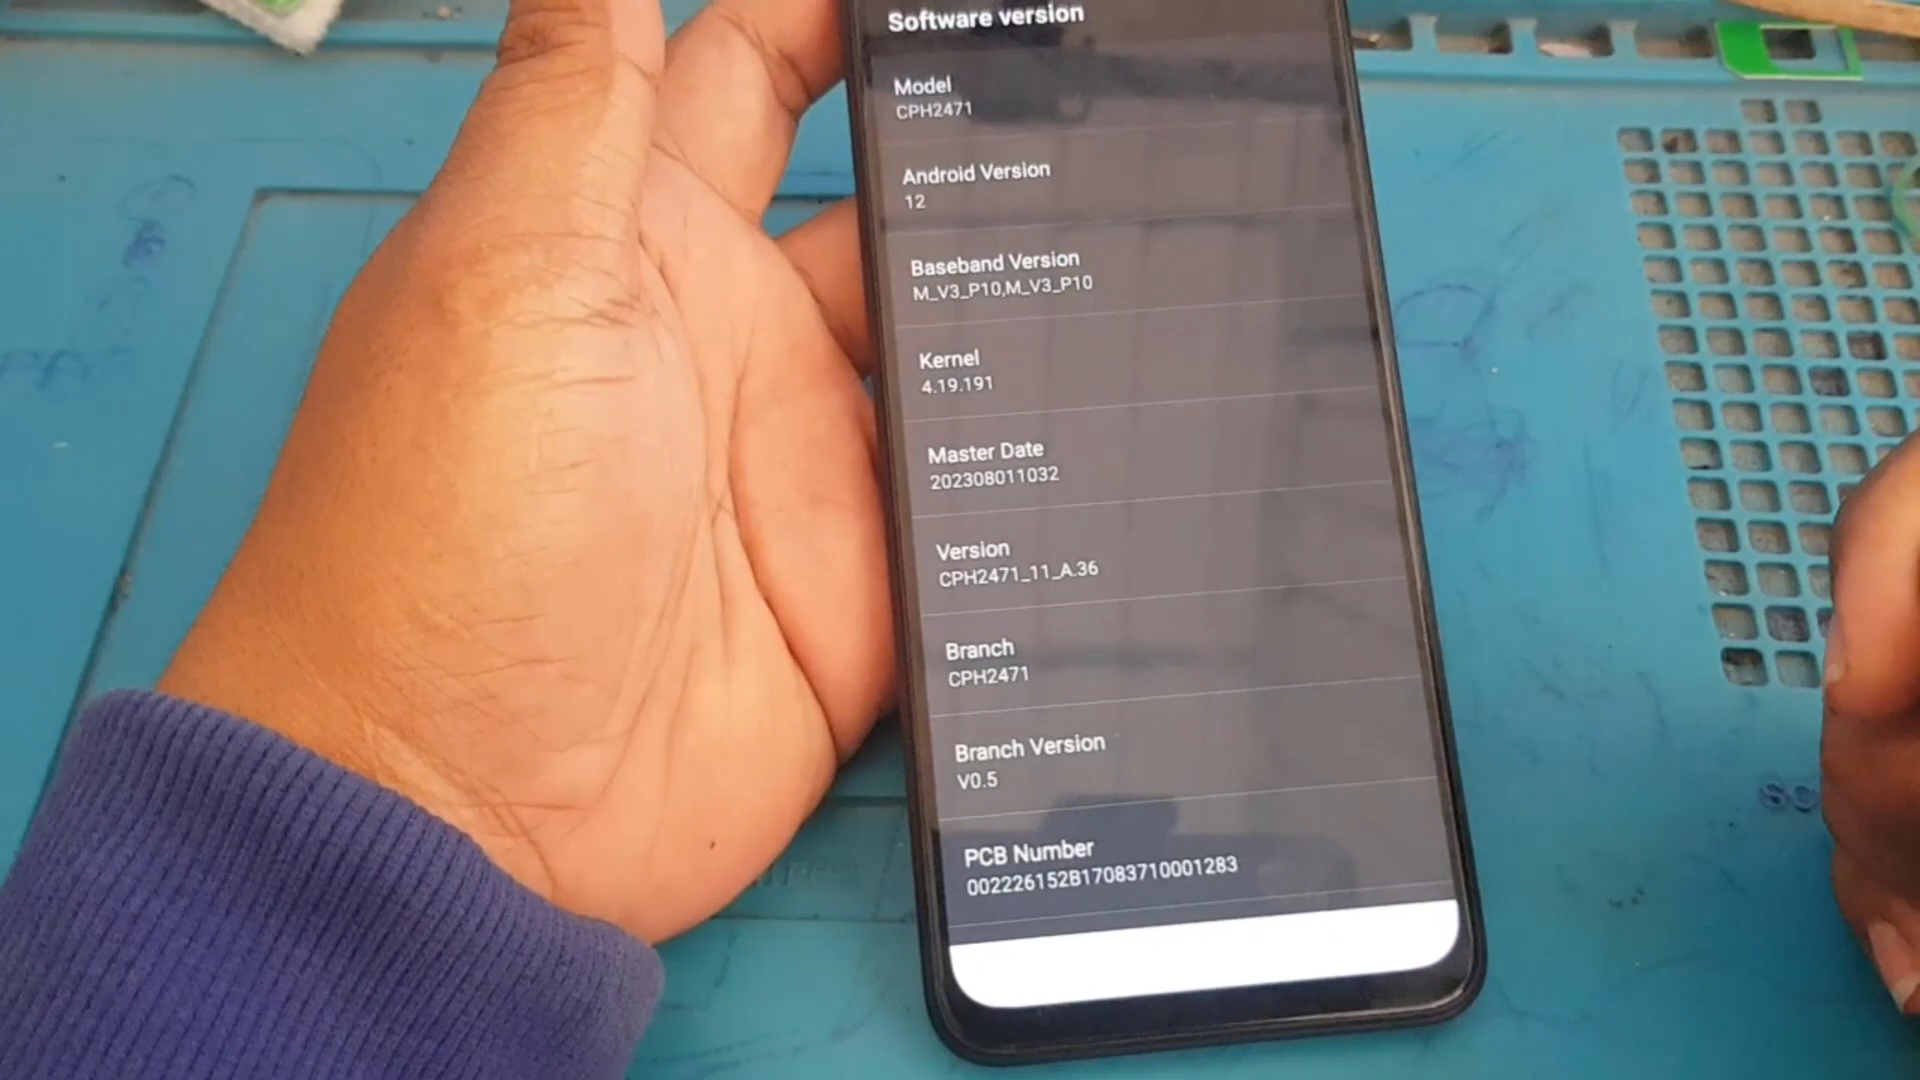 Software version
Model
CPH2471
Android Version
12
Baseband Version
M_V3_P10,M_V3_P10
Kernel
4.19.191
Master Date
202308011032
Version
CPH2471_11_A.36
Branch
CPH2471
Branch Version
V0.5
PCB Number
002226152B17083710001283